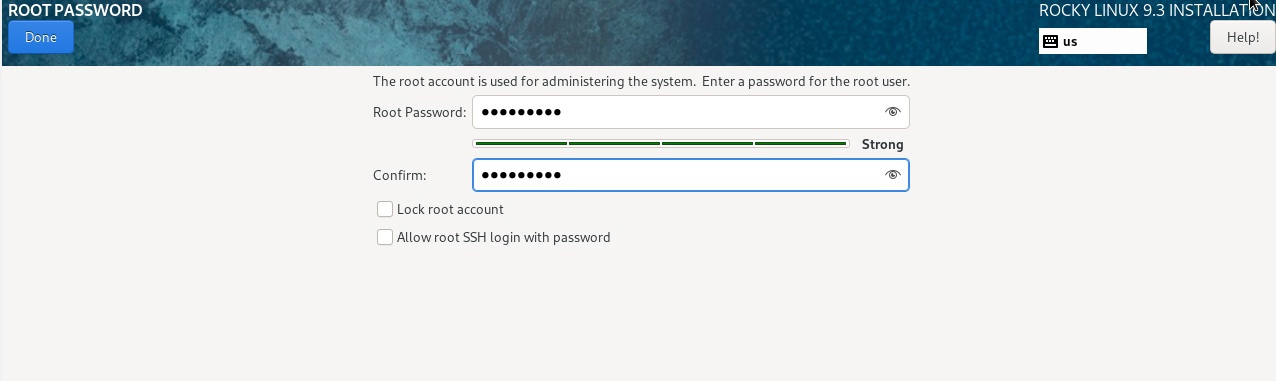 ROOT PASSWORD
ROCKY LINUX 9.3 INSTALLATION
Done
us
Help!
The root account is used for administering the system. Enter a password for the root user.
Root Password: ●●●●●●●●●
Strong
Confirm: ●●●●●●●●●
Lock root account
Allow root SSH login with password